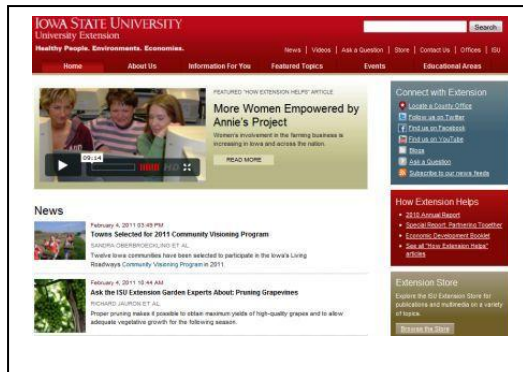 IOWA STATE UNIVERSITY
University Extension
Search
Healthy People. Environments. Economies.
News | Videos | Ask a Question | Store | Contact Us | Offices | ISU
Home About Us Information For You Featured Topics Events Educational Areas
FEATURED "HOW EXTENSION HELPS" ARTICLE
More Women Empowered by
Annie's Project
Women's involvement in the farming business is
increasing in Iowa and across the nation.
READ MORE
09:14
HD
Connect with Extension
Locate a County Office
Follow us on Twitter
Find us on Facebook
Find us on YouTube
Blogs
Ask a Question
Subscribe to our news feeds
News
February 4, 2011 03:49 PM
Towns Selected for 2011 Community Visioning Program
SANDRA OBERBROECKLING ET AL
Twelve Iowa communities have been selected to participate in the Iowa's Living
Roadways Community Visioning Program in 2011.
February 4, 2011 10:44 AM
Ask the ISU Extension Garden Experts About: Pruning Grapevines
RICHARD JAURON ET AL
Proper pruning makes it possible to obtain maximum yields of high-quality grapes and to allow
adequate vegetative growth for the following season.
How Extension Helps
2010 Annual Report
Special Report: Partnering Together
Economic Development Booklet
See all "How Extension Helps"
articles
Extension Store
Explore the ISU Extension Store for
publications and multimedia on a variety
of topics.
Browse the Store